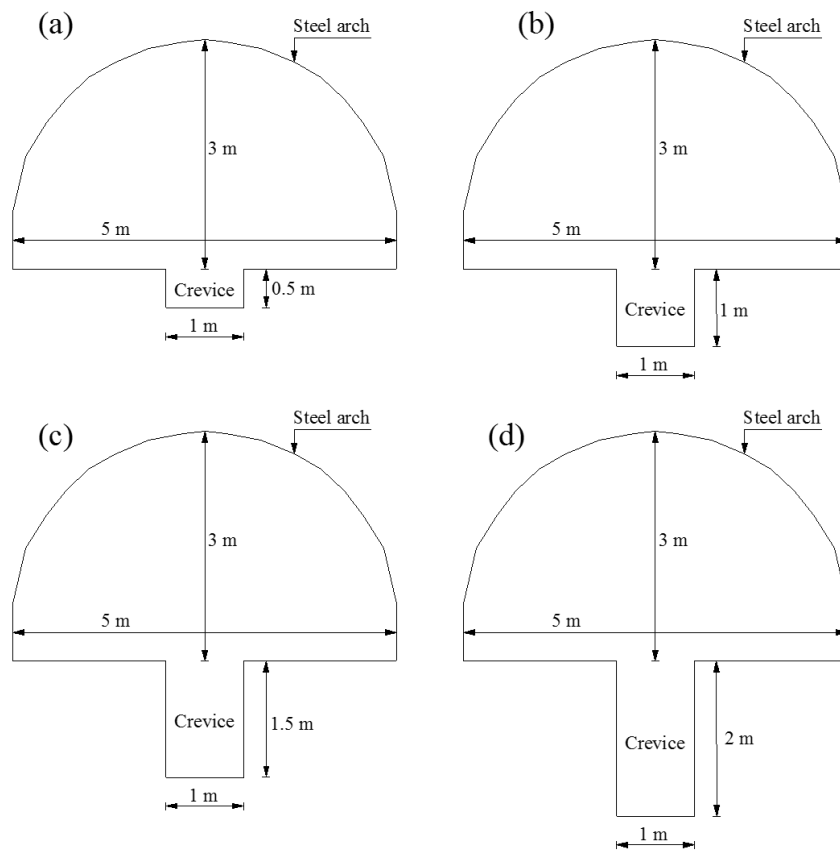 (a)
Steel arch
3 m
5 m
Crevice
0.5 m
1 m
(b)
Steel arch
3 m
5 m
Crevice
1 m
1 m
(c)
Steel arch
3 m
5 m
Crevice
1.5 m
1 m
(d)
Steel arch
3 m
5 m
Crevice
2 m
1 m